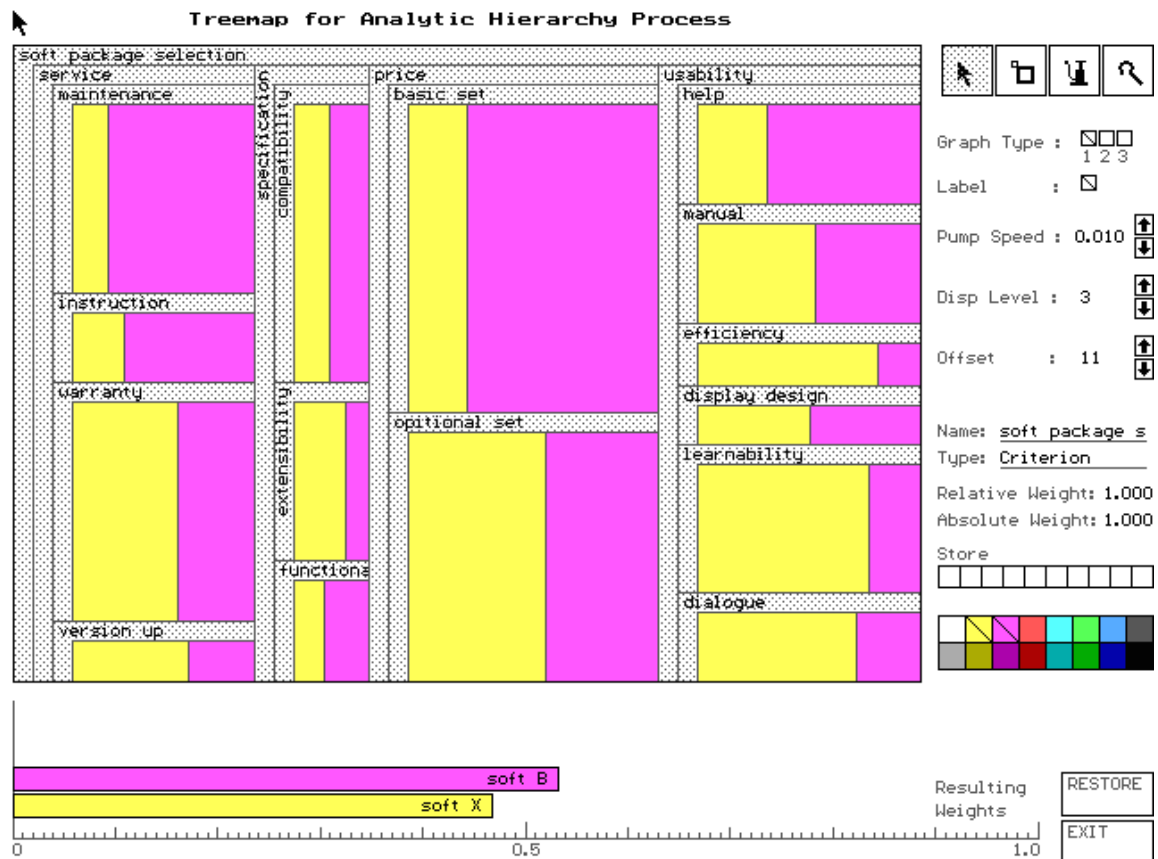 Treemap for Analytic Hierarchy Process
soft package selection
service
maintenance
instruction
warranty
version up
specification
compatibility
extensibility
functiona
price
basic set
opitional set
usability
help
manual
efficiency
display design
learnability
dialogue
Graph Type :
1 2 3
Label :
Pump Speed : 0.010
Disp Level : 3
Offset : 11
Name: soft package s
Type: Criterion
Relative Weight: 1.000
Absolute Weight: 1.000
Store
soft B
soft X
0 0.5 1.0
Resulting
Weights
RESTORE
EXIT